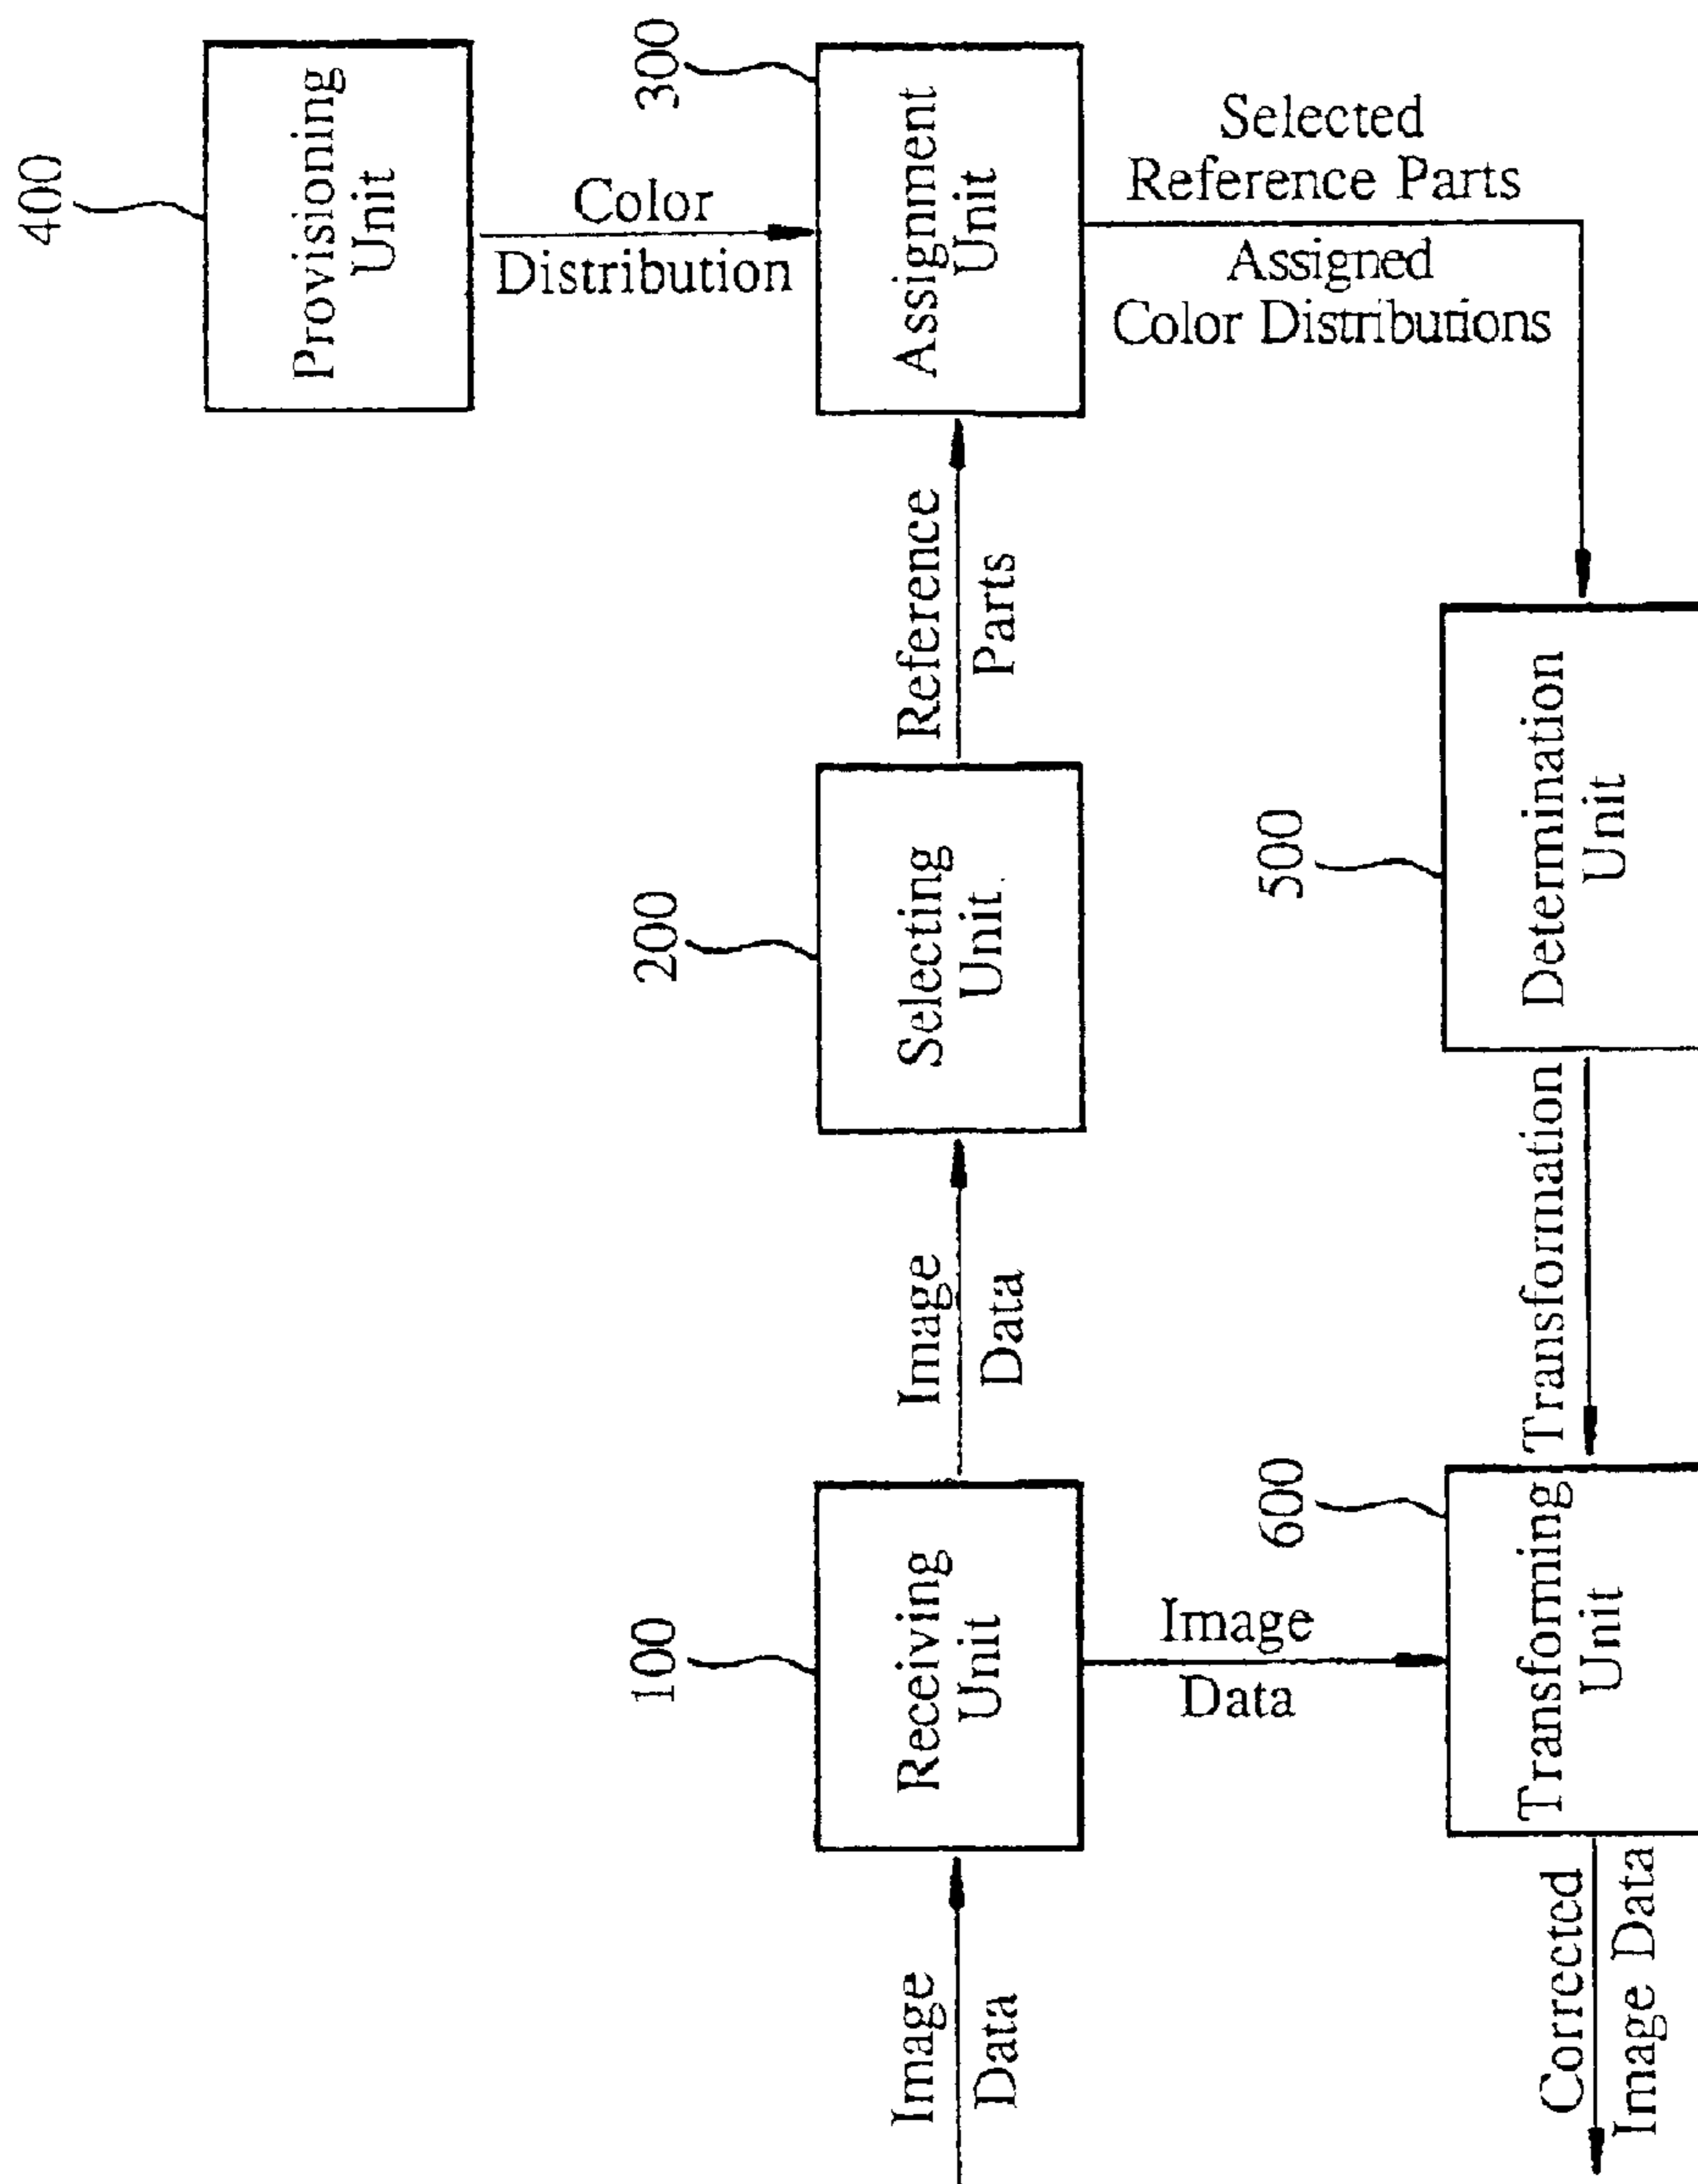 400
Provisioning
Unit
Color
Distribution
300
Assignment
Unit
Selected
Reference Parts
Assigned
Color Distributions
Reference
Parts
200
Selecting
Unit
500
Determination
Unit
Image
Data
Transformation
100
Receiving
Unit
Image
Data
600
Transforming
Unit
Image
Data
Corrected
Image Data